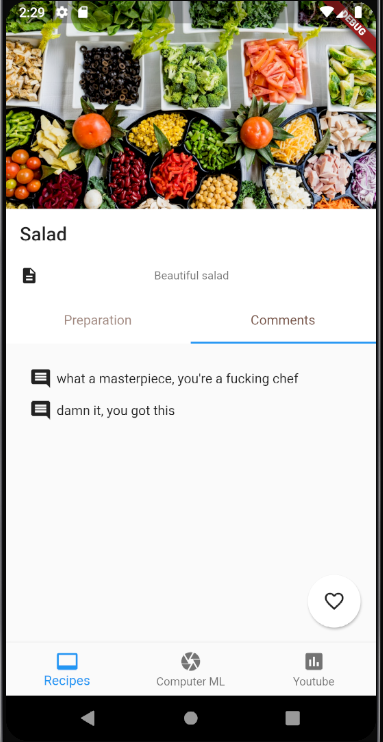 2:29
DEBUG
Salad
Beautiful salad
Preparation
Comments
what a masterpiece, you're a fucking chef
damn it, you got this
Recipes
Computer ML
Youtube